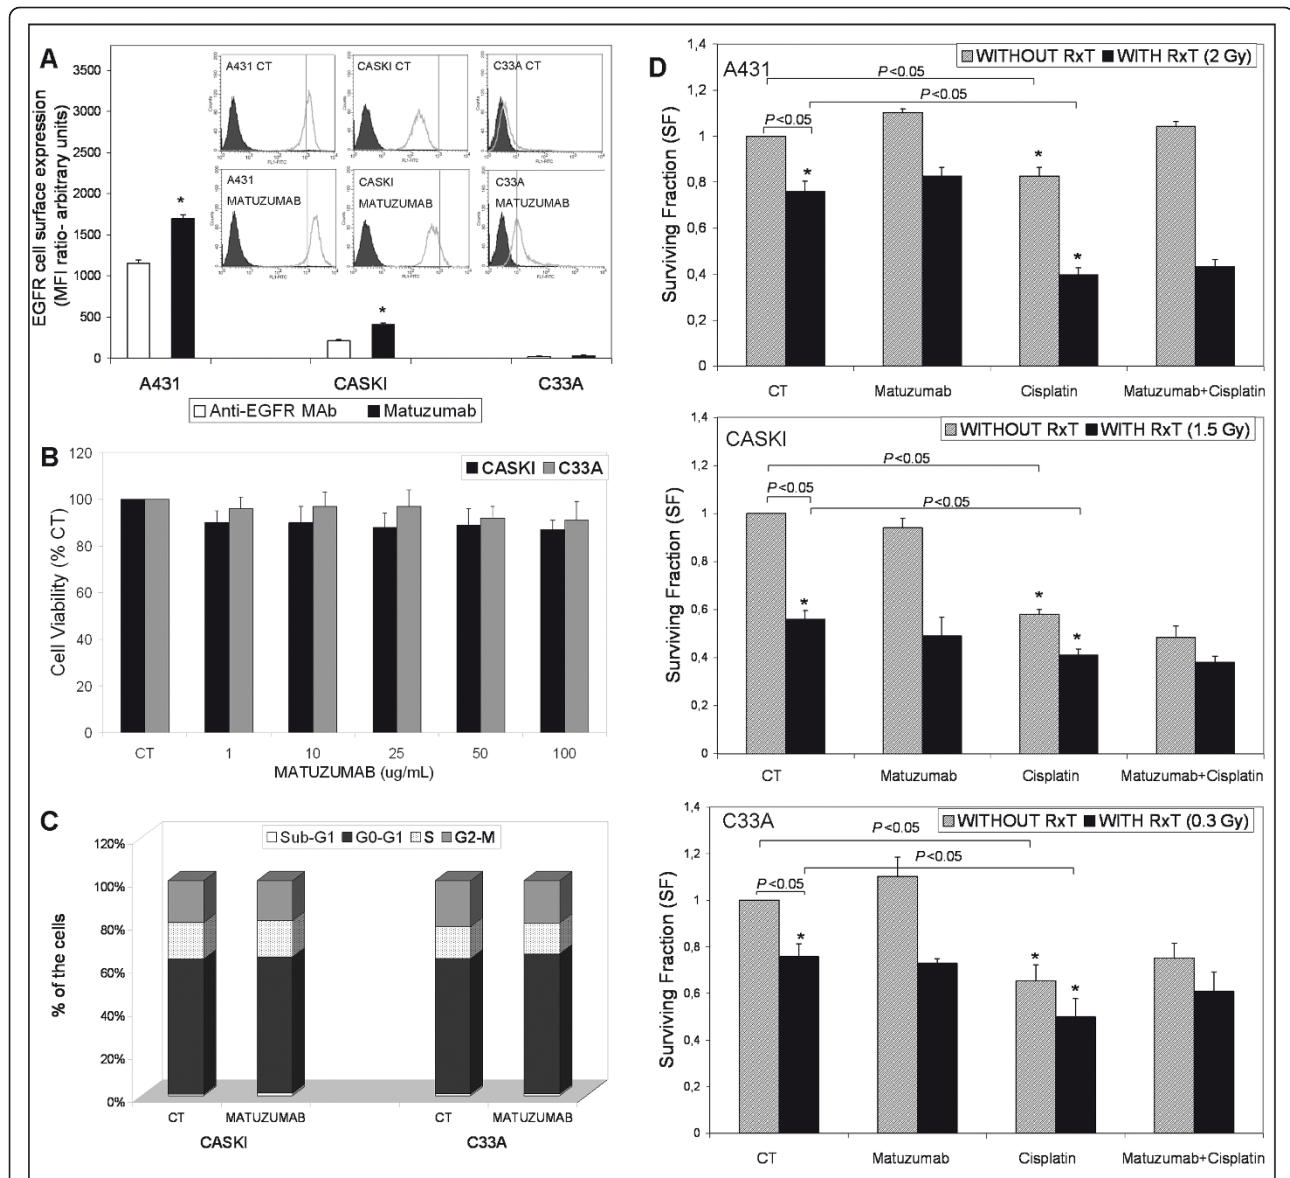 A
EGFR cell surface expression
(MFI ratio- arbitrary units)
3500
3000
2500
2000
1500
1000
500
0
A431 CT
CASKI CT
C33A CT
A431
MATUZUMAB
CASKI
MATUZUMAB
C33A
MATUZUMAB
Counts
FL1-FITC
*
*
A431
CASKI
C33A
Anti-EGFR MAb
Matuzumab
B
Cell Viability (% CT)
120
100
80
60
40
20
0
CASKI
C33A
CT
1
10
25
50
100
MATUZUMAB (ug/mL)
C
% of the cells
120%
100%
80%
60%
40%
20%
0%
Sub-G1
G0-G1
S
G2-M
CT
MATUZUMAB
CT
MATUZUMAB
CASKI
C33A
D
A431
WITHOUT RxT
WITH RxT (2 Gy)
Surviving Fraction (SF)
1,4
1,2
1
0,8
0,6
0,4
0,2
0
P<0.05
P<0.05
P<0.05
*
*
*
CT
Matuzumab
Cisplatin
Matuzumab+Cisplatin
CASKI
WITHOUT RxT
WITH RxT (1.5 Gy)
Surviving Fraction (SF)
1,4
1,2
1
0,8
0,6
0,4
0,2
0
P<0.05
P<0.05
P<0.05
*
*
*
CT
Matuzumab
Cisplatin
Matuzumab+Cisplatin
C33A
WITHOUT RxT
WITH RxT (0.3 Gy)
Surviving Fraction (SF)
1,4
1,2
1
0,8
0,6
0,4
0,2
0
P<0.05
P<0.05
P<0.05
*
*
*
CT
Matuzumab
Cisplatin
Matuzumab+Cisplatin